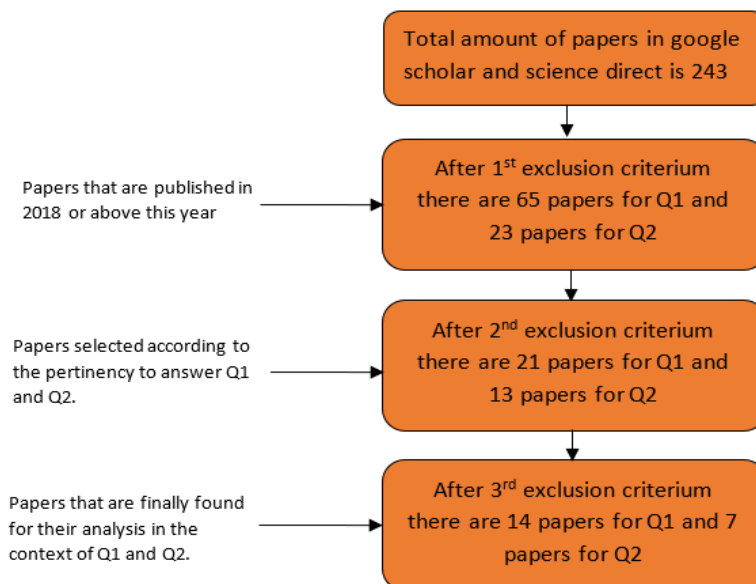 Total amount of papers in google
scholar and science direct is 243
Papers that are published in
2018 or above this year
After 1st exclusion criterium
there are 65 papers for Q1 and
23 papers for Q2
Papers selected according to
the pertinency to answer Q1
and Q2.
After 2nd exclusion criterium
there are 21 papers for Q1 and
13 papers for Q2
Papers that are finally found
for their analysis in the
context of Q1 and Q2.
After 3rd exclusion criterium
there are 14 papers for Q1 and 7
papers for Q2